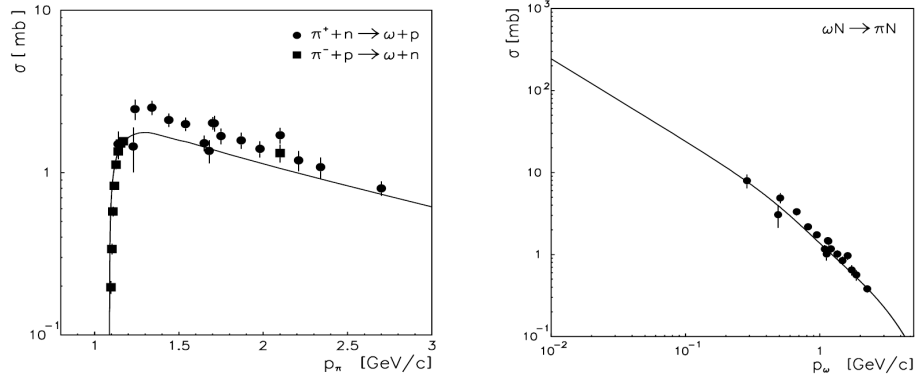 σ [ mb]
10
1
10⁻¹
π⁺+n → ω+p
π⁻+p → ω+n
1
1.5
2
2.5
3
p_π [GeV/c]
σ [ mb]
10³
10²
10
1
10⁻¹
ωN → πN
10⁻²
10⁻¹
1
p_ω [GeV/c]